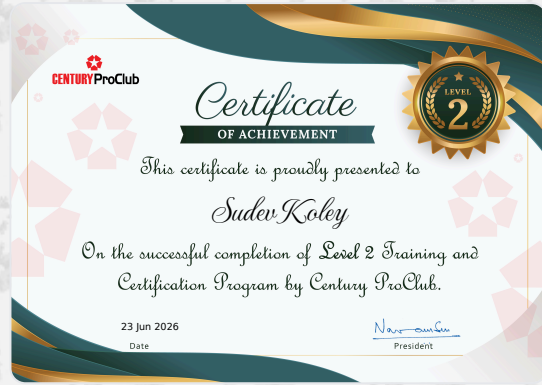 CENTURY ProClub
Certificate
OF ACHIEVEMENT
LEVEL
2
This certificate is proudly presented to
Sudev Koley
On the successful completion of Level 2 Training and
Certification Program by Century ProClub.
23 Jun 2026
Date
President